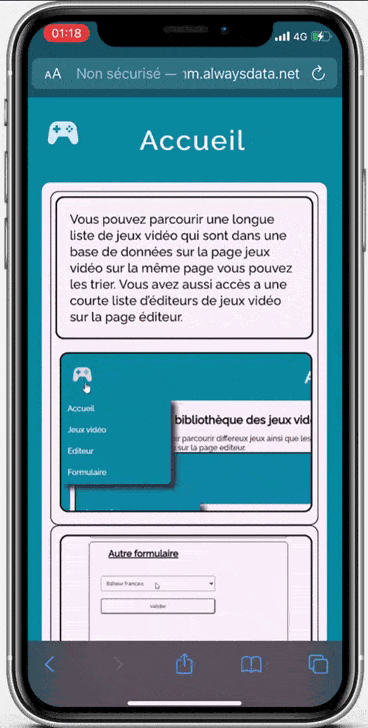 01:18
4G
AA Non sécurisé — ınm.alwaysdata.net
Accueil
Vous pouvez parcourir une longue
liste de jeux vidéo qui sont dans une
base de données sur la page jeux
vidéo sur la même page vous pouvez
les trier. Vous avez aussi accès a une
courte liste d'éditeurs de jeux vidéo
sur la page éditeur.
A
Accueil
Jeux vidéo
Editeur
Formulaire
bibliothèque des jeux vid
r parcourir differeux jeux ainsi que les
sur la page editeur.
Autre formulaire
Editeur francais
Valider